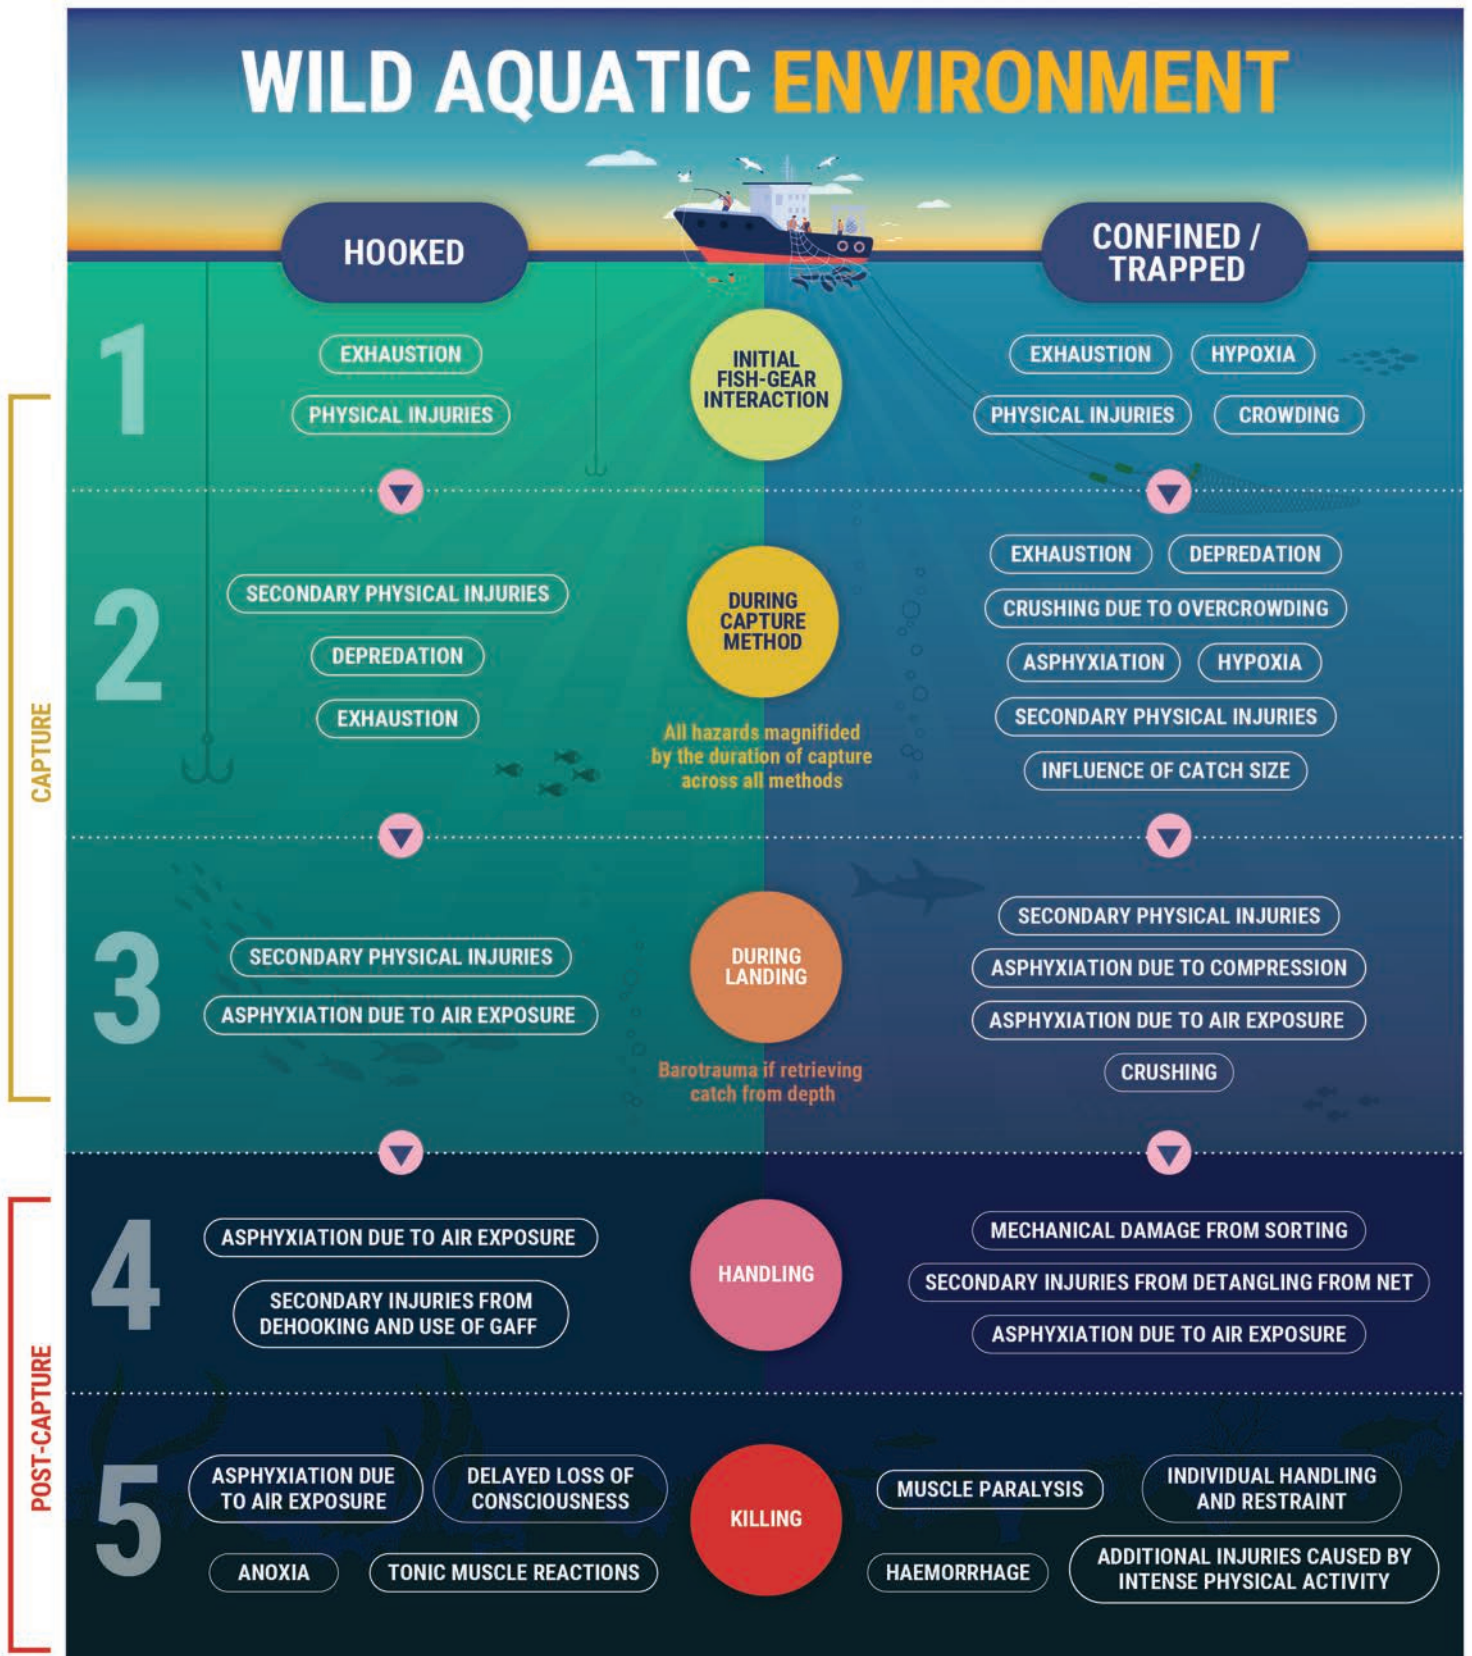 WILD AQUATIC ENVIRONMENT
HOOKED
CONFINED /
TRAPPED
CAPTURE
1
EXHAUSTION
PHYSICAL INJURIES
INITIAL
FISH-GEAR
INTERACTION
EXHAUSTION
HYPOXIA
PHYSICAL INJURIES
CROWDING
2
SECONDARY PHYSICAL INJURIES
DEPREDATION
EXHAUSTION
DURING
CAPTURE
METHOD
All hazards magnifided
by the duration of capture
across all methods
EXHAUSTION
DEPREDATION
CRUSHING DUE TO OVERCROWDING
ASPHYXIATION
HYPOXIA
SECONDARY PHYSICAL INJURIES
INFLUENCE OF CATCH SIZE
3
SECONDARY PHYSICAL INJURIES
ASPHYXIATION DUE TO AIR EXPOSURE
DURING
LANDING
Barotrauma if retrieving
catch from depth
SECONDARY PHYSICAL INJURIES
ASPHYXIATION DUE TO COMPRESSION
ASPHYXIATION DUE TO AIR EXPOSURE
CRUSHING
POST-CAPTURE
4
ASPHYXIATION DUE TO AIR EXPOSURE
SECONDARY INJURIES FROM
DEHOOKING AND USE OF GAFF
HANDLING
MECHANICAL DAMAGE FROM SORTING
SECONDARY INJURIES FROM DETANGLING FROM NET
ASPHYXIATION DUE TO AIR EXPOSURE
5
ASPHYXIATION DUE
TO AIR EXPOSURE
DELAYED LOSS OF
CONSCIOUSNESS
ANOXIA
TONIC MUSCLE REACTIONS
KILLING
MUSCLE PARALYSIS
INDIVIDUAL HANDLING
AND RESTRAINT
HAEMORRHAGE
ADDITIONAL INJURIES CAUSED BY
INTENSE PHYSICAL ACTIVITY